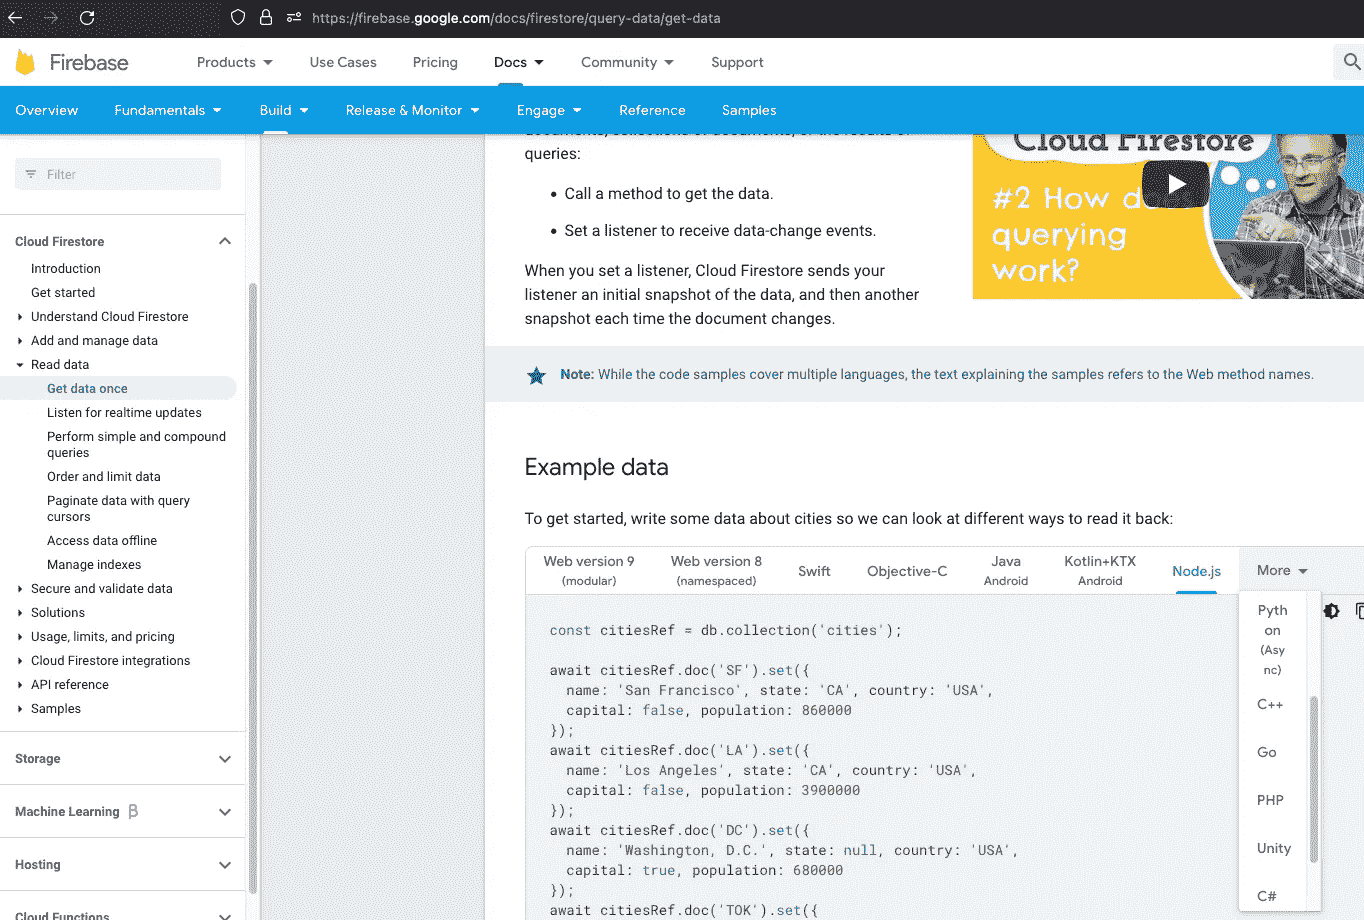 https://firebase.google.com/docs/firestore/query-data/get-data
Firebase
Products
Use Cases
Pricing
Docs
Community
Support
Overview
Fundamentals
Build
Release & Monitor
Engage
Reference
Samples
Filter
Cloud Firestore
Introduction
Get started
Understand Cloud Firestore
Add and manage data
Read data
Get data once
Listen for realtime updates
Perform simple and compound
queries
Order and limit data
Paginate data with query
cursors
Access data offline
Manage indexes
Secure and validate data
Solutions
Usage, limits, and pricing
Cloud Firestore integrations
API reference
Samples
Storage
Machine Learning β
Hosting
Cloud Functions
documents, collections of documents, or the results of
queries:
• Call a method to get the data.
• Set a listener to receive data-change events.
When you set a listener, Cloud Firestore sends your
listener an initial snapshot of the data, and then another
snapshot each time the document changes.
Cloud Firestore
#2 How do
querying
work?
Note: While the code samples cover multiple languages, the text explaining the samples refers to the Web method names.
Example data
To get started, write some data about cities so we can look at different ways to read it back:
Web version 9
(modular)
Web version 8
(namespaced)
Swift
Objective-C
Java
Android
Kotlin+KTX
Android
Node.js
More
Pyth
on
(Asy
nc)
C++
Go
PHP
Unity
C#
const citiesRef = db.collection('cities');
await citiesRef.doc('SF').set({
name: 'San Francisco', state: 'CA', country: 'USA',
capital: false, population: 860000
});
await citiesRef.doc('LA').set({
name: 'Los Angeles', state: 'CA', country: 'USA',
capital: false, population: 3900000
});
await citiesRef.doc('DC').set({
name: 'Washington, D.C.', state: null, country: 'USA',
capital: true, population: 680000
});
await citiesRef.doc('TOK').set({